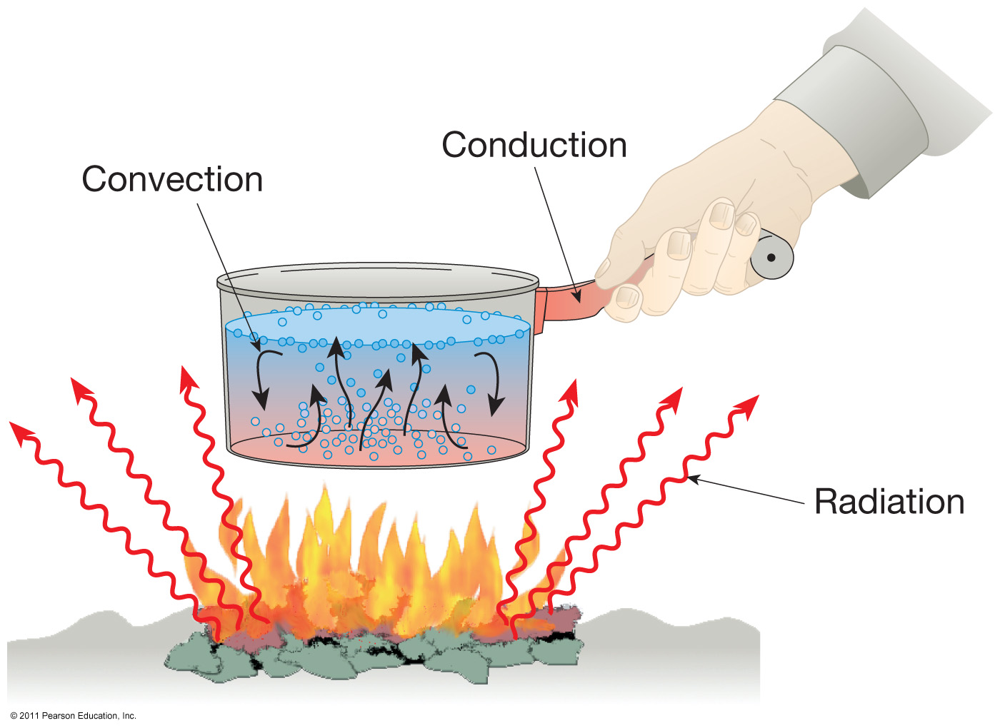 Conduction
Convection
Radiation
© 2011 Pearson Education, Inc.